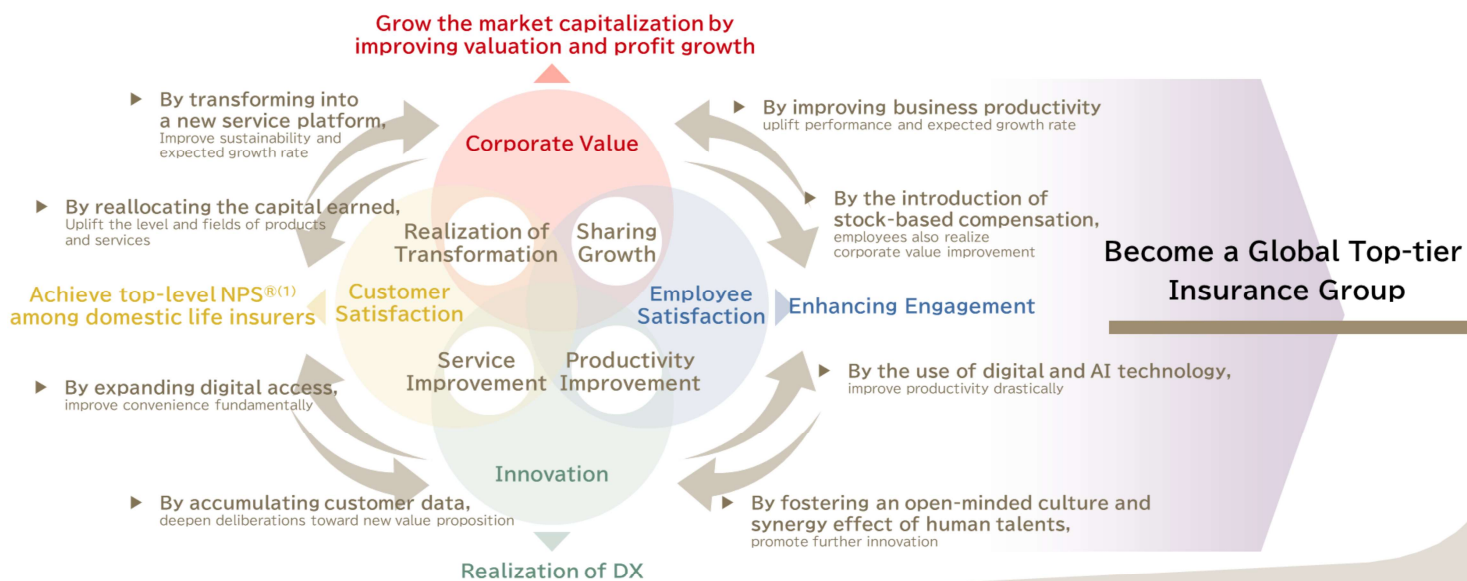 Grow the market capitalization by
improving valuation and profit growth
▶ By transforming into
a new service platform,
Improve sustainability and
expected growth rate
▶ By improving business productivity
uplift performance and expected growth rate
Corporate Value
▶ By reallocating the capital earned,
Uplift the level and fields of products
and services
▶ By the introduction of
stock-based compensation,
employees also realize
corporate value improvement
Realization of
Transformation
Sharing
Growth
Become a Global Top-tier
Insurance Group
Achieve top-level NPS®(1)
among domestic life insurers
Customer
Satisfaction
Employee
Satisfaction
Enhancing Engagement
Service
Improvement
Productivity
Improvement
▶ By expanding digital access,
improve convenience fundamentally
▶ By the use of digital and AI technology,
improve productivity drastically
Innovation
▶ By accumulating customer data,
deepen deliberations toward new value proposition
▶ By fostering an open-minded culture and
synergy effect of human talents,
promote further innovation
Realization of DX